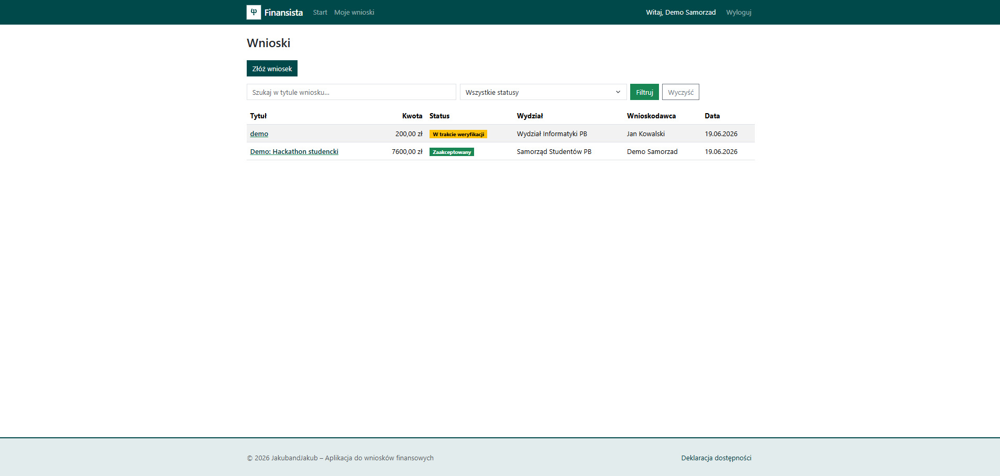 Finansista Start Moje wnioski Witaj, Demo Samorzad Wyloguj
Wnioski
Złóż wniosek
Szukaj w tytule wniosku... Wszystkie statusy Filtruj Wyczyść
Tytuł Kwota Status Wydział Wnioskodawca Data
demo 200,00 zł W trakcie weryfikacji Wydział Informatyki PB Jan Kowalski 19.06.2026
Demo: Hackathon studencki 7600,00 zł Zaakceptowany Samorząd Studentów PB Demo Samorzad 19.06.2026
© 2026 JakubandJakub – Aplikacja do wniosków finansowych Deklaracja dostępności